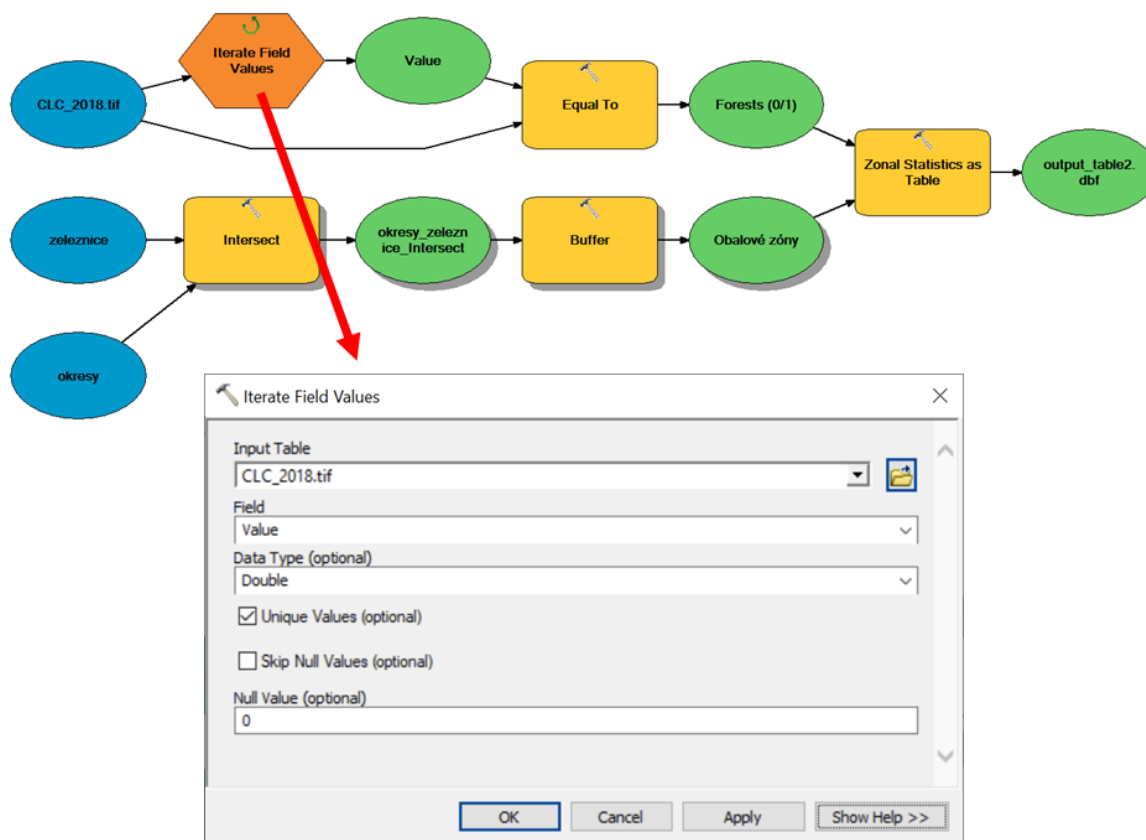 Iterate Field
Values
Value
CLC_2018.tif
Equal To
Forests (0/1)
Zonal Statistics as
Table
output_table2.
dbf
zeleznice
Intersect
okresy_zelezn
ice_Intersect
Buffer
Obalové zóny
okresy
Iterate Field Values
Input Table
CLC_2018.tif
Field
Value
Data Type (optional)
Double
Unique Values (optional)
Skip Null Values (optional)
Null Value (optional)
0
OK
Cancel
Apply
Show Help >>